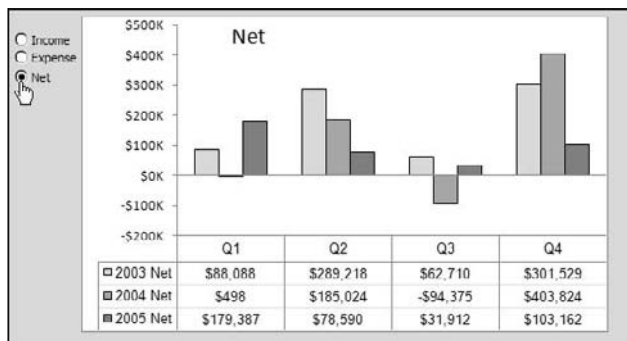 $500K
Net
$400K
$300K
$200K
$100K
$0K
-$100K
-$200K
Income
Expense
Net
Q1 Q2 Q3 Q4
2003 Net $88,088 $289,218 $62,710 $301,529
2004 Net $498 $185,024 -$94,375 $403,824
2005 Net $179,387 $78,590 $31,912 $103,162